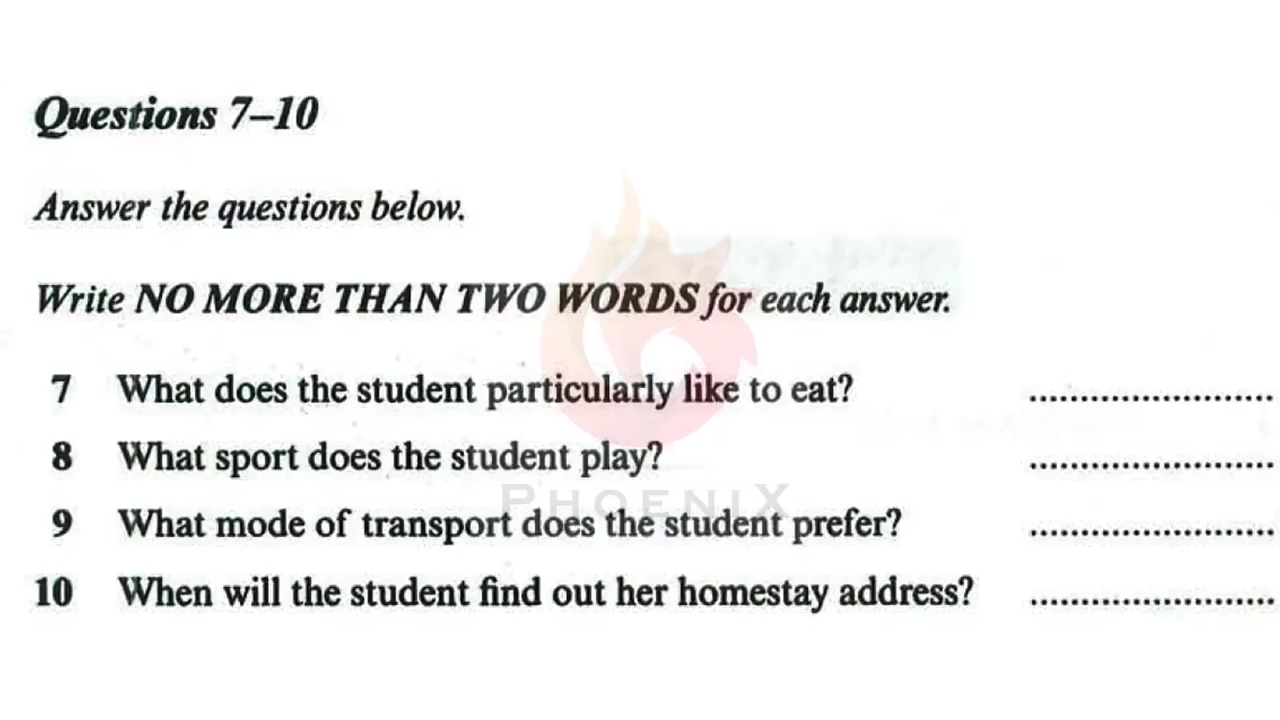 Questions 7–10
Answer the questions below.
Write NO MORE THAN TWO WORDS for each answer.
7 What does the student particularly like to eat? ........................
8 What sport does the student play? ........................
PHOENIX
9 What mode of transport does the student prefer? ........................
10 When will the student find out her homestay address? ........................